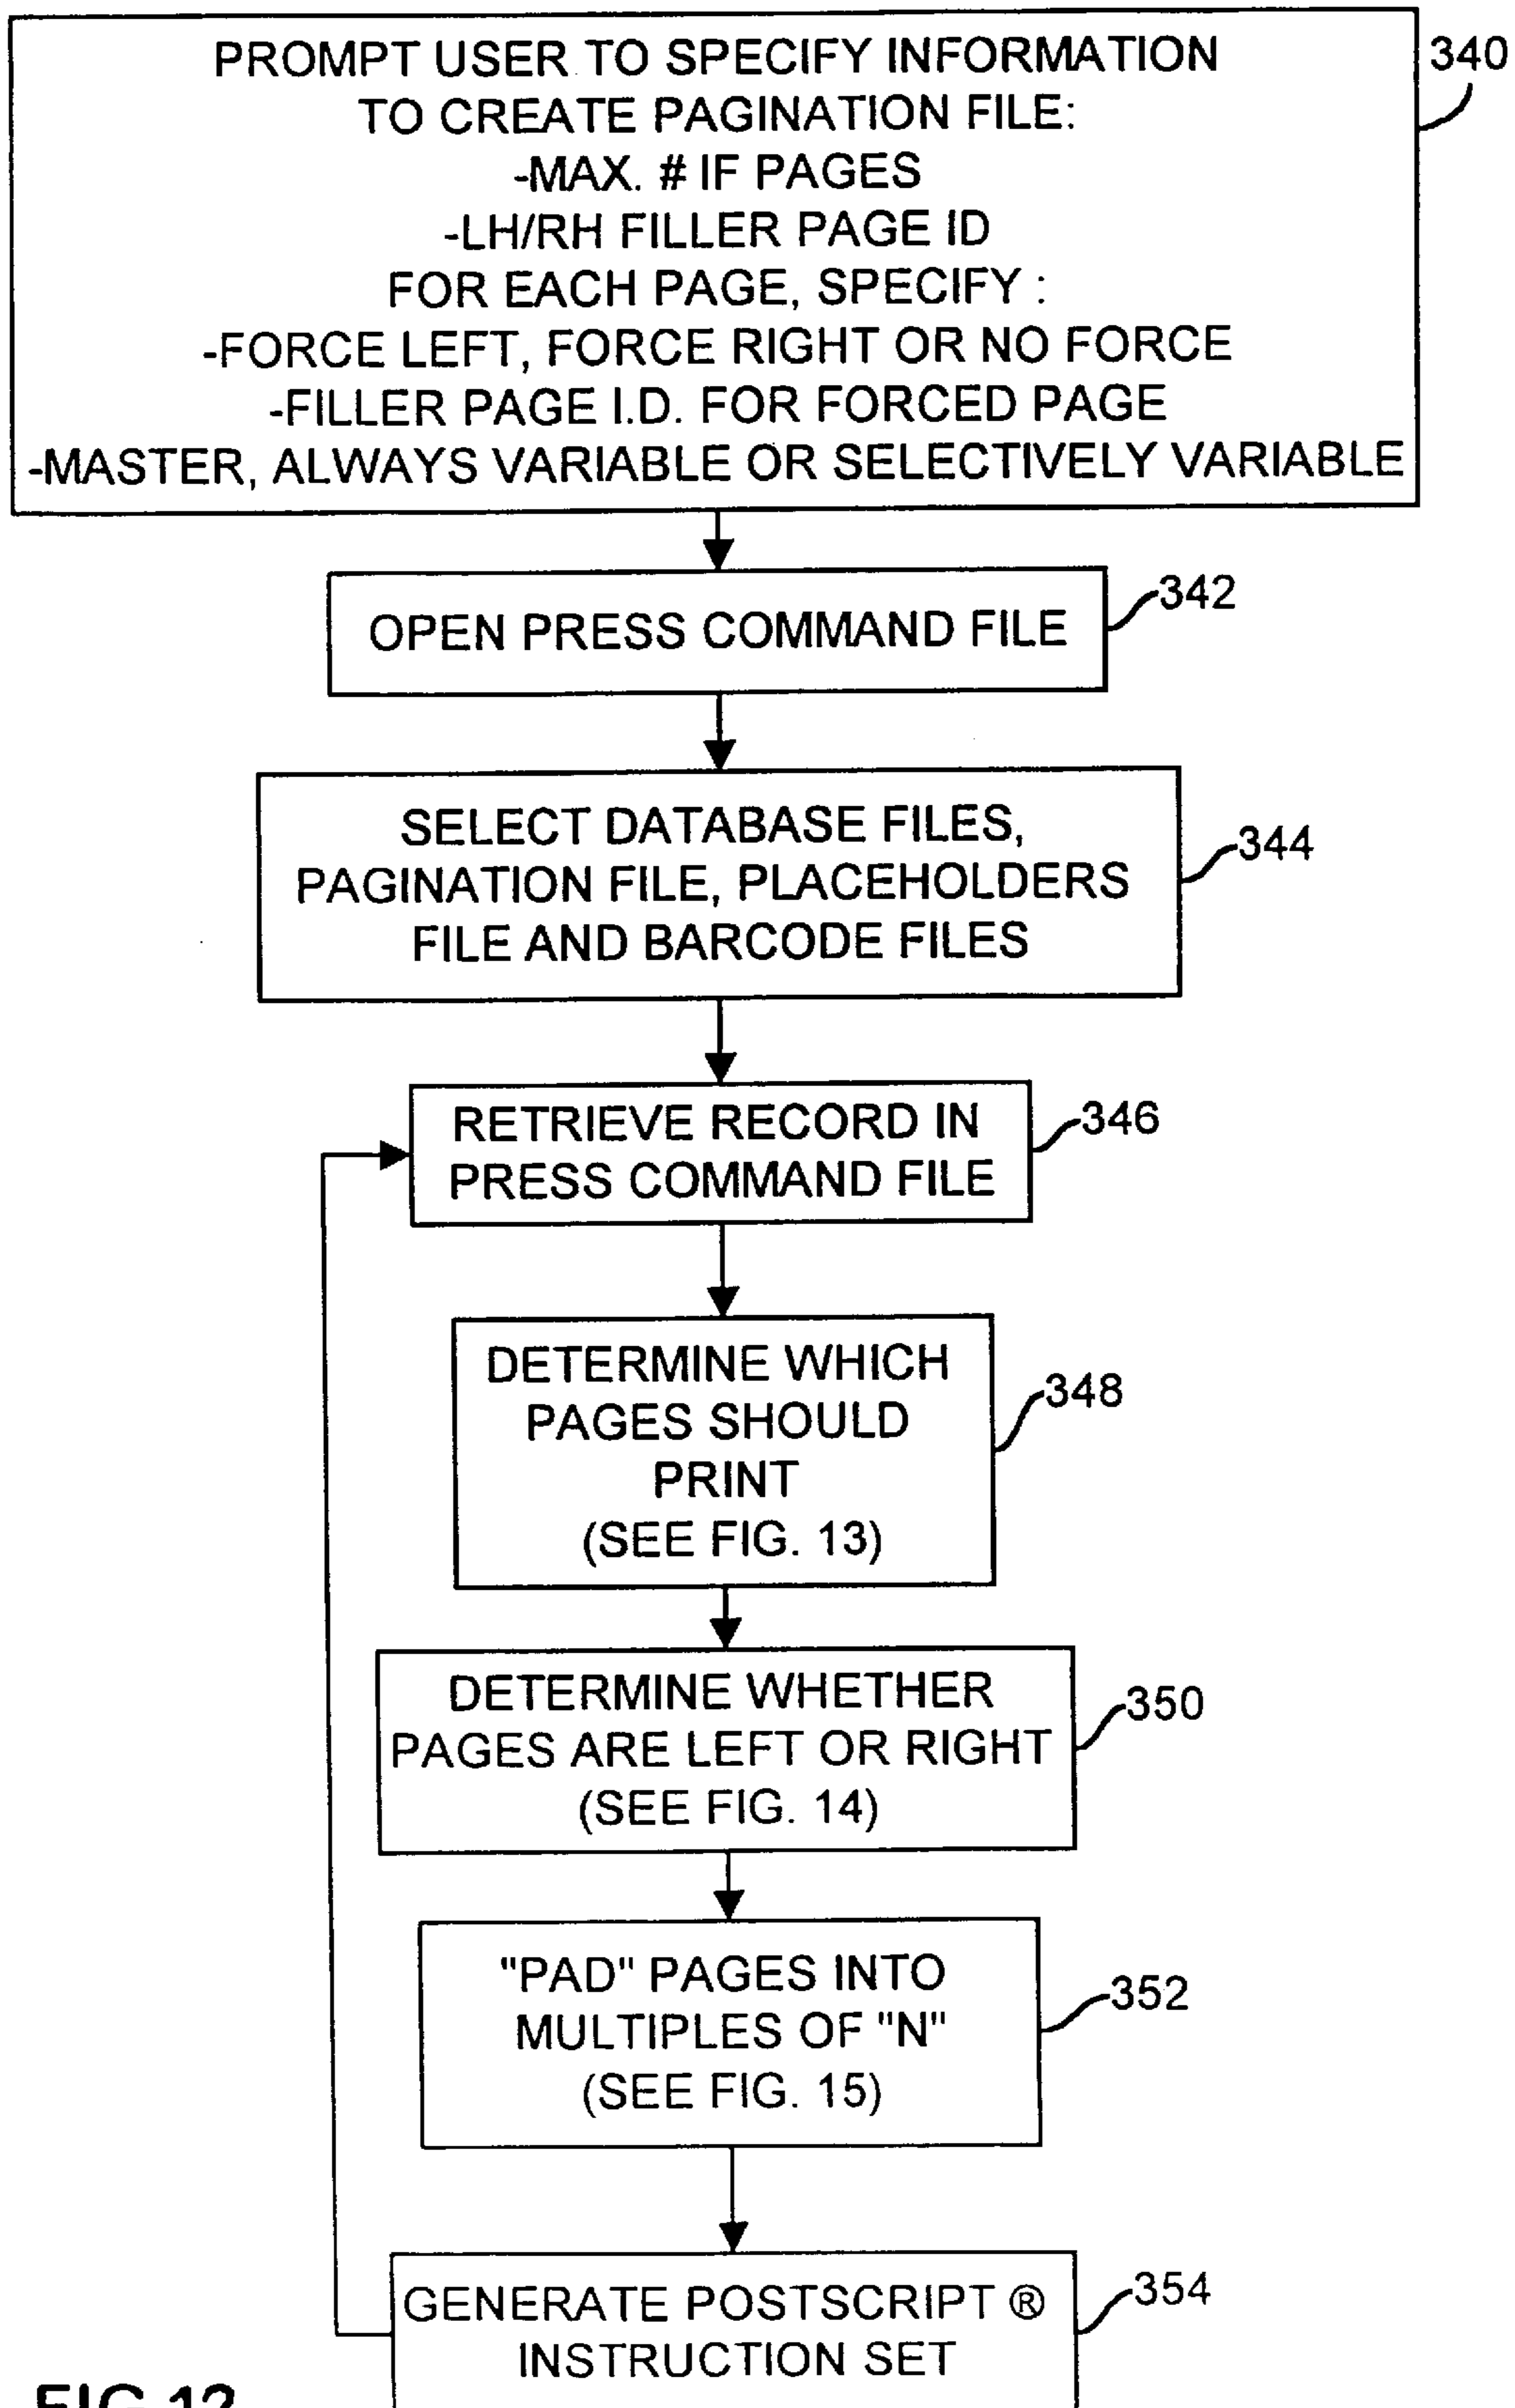 PROMPT USER TO SPECIFY INFORMATION
TO CREATE PAGINATION FILE:
-MAX. # IF PAGES
-LH/RH FILLER PAGE ID
FOR EACH PAGE, SPECIFY :
-FORCE LEFT, FORCE RIGHT OR NO FORCE
-FILLER PAGE I.D. FOR FORCED PAGE
-MASTER, ALWAYS VARIABLE OR SELECTIVELY VARIABLE
340
OPEN PRESS COMMAND FILE
342
SELECT DATABASE FILES,
PAGINATION FILE, PLACEHOLDERS
FILE AND BARCODE FILES
344
RETRIEVE RECORD IN
PRESS COMMAND FILE
346
DETERMINE WHICH
PAGES SHOULD
PRINT
(SEE FIG. 13)
348
DETERMINE WHETHER
PAGES ARE LEFT OR RIGHT
(SEE FIG. 14)
350
"PAD" PAGES INTO
MULTIPLES OF "N"
(SEE FIG. 15)
352
GENERATE POSTSCRIPT ®
INSTRUCTION SET
354
FIG.12